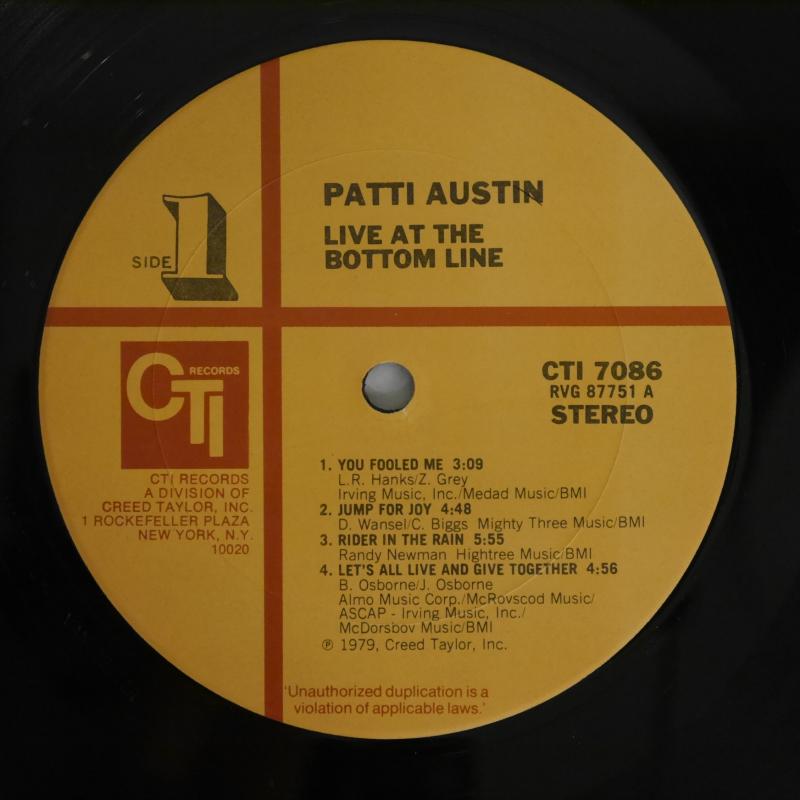 SIDE 1
PATTI AUSTIN
LIVE AT THE
BOTTOM LINE
CTI RECORDS
CTI RECORDS
A DIVISION OF
CREED TAYLOR, INC.
1 ROCKEFELLER PLAZA
NEW YORK, N.Y.
10020
CTI 7086
RVG 87751 A
STEREO
1. YOU FOOLED ME 3:09
L.R. Hanks/Z. Grey
Irving Music, Inc./Medad Music/BMI
2. JUMP FOR JOY 4:48
D. Wansel/C. Biggs Mighty Three Music/BMI
3. RIDER IN THE RAIN 5:55
Randy Newman Hightree Music/BMI
4. LET'S ALL LIVE AND GIVE TOGETHER 4:56
B. Osborne/J. Osborne
Almo Music Corp./McRovscod Music/
ASCAP - Irving Music, Inc./
McDorsbov Music/BMI
℗ 1979, Creed Taylor, Inc.
'Unauthorized duplication is a
violation of applicable laws.'